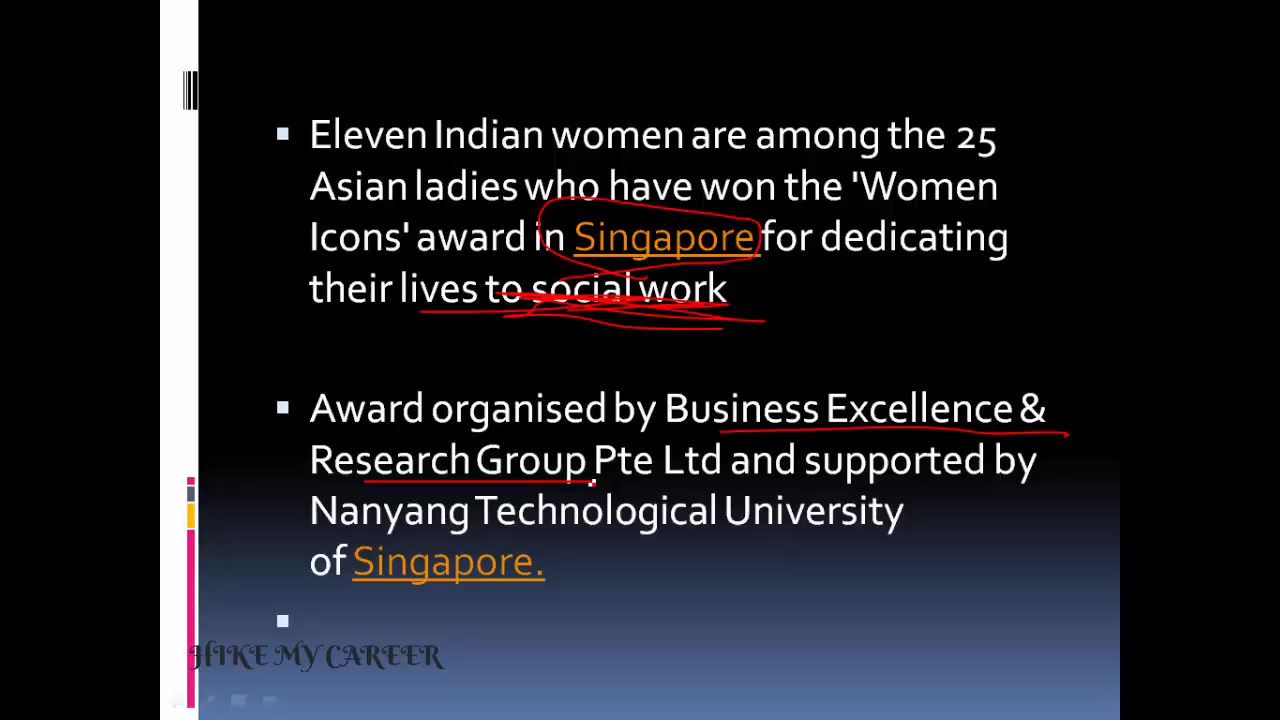 Eleven Indian women are among the 25
Asian ladies who have won the 'Women
Icons' award in Singapore for dedicating
their lives to social work
Award organised by Business Excellence &
Research Group Pte Ltd and supported by
Nanyang Technological University
of Singapore.
HIKE MY CAREER